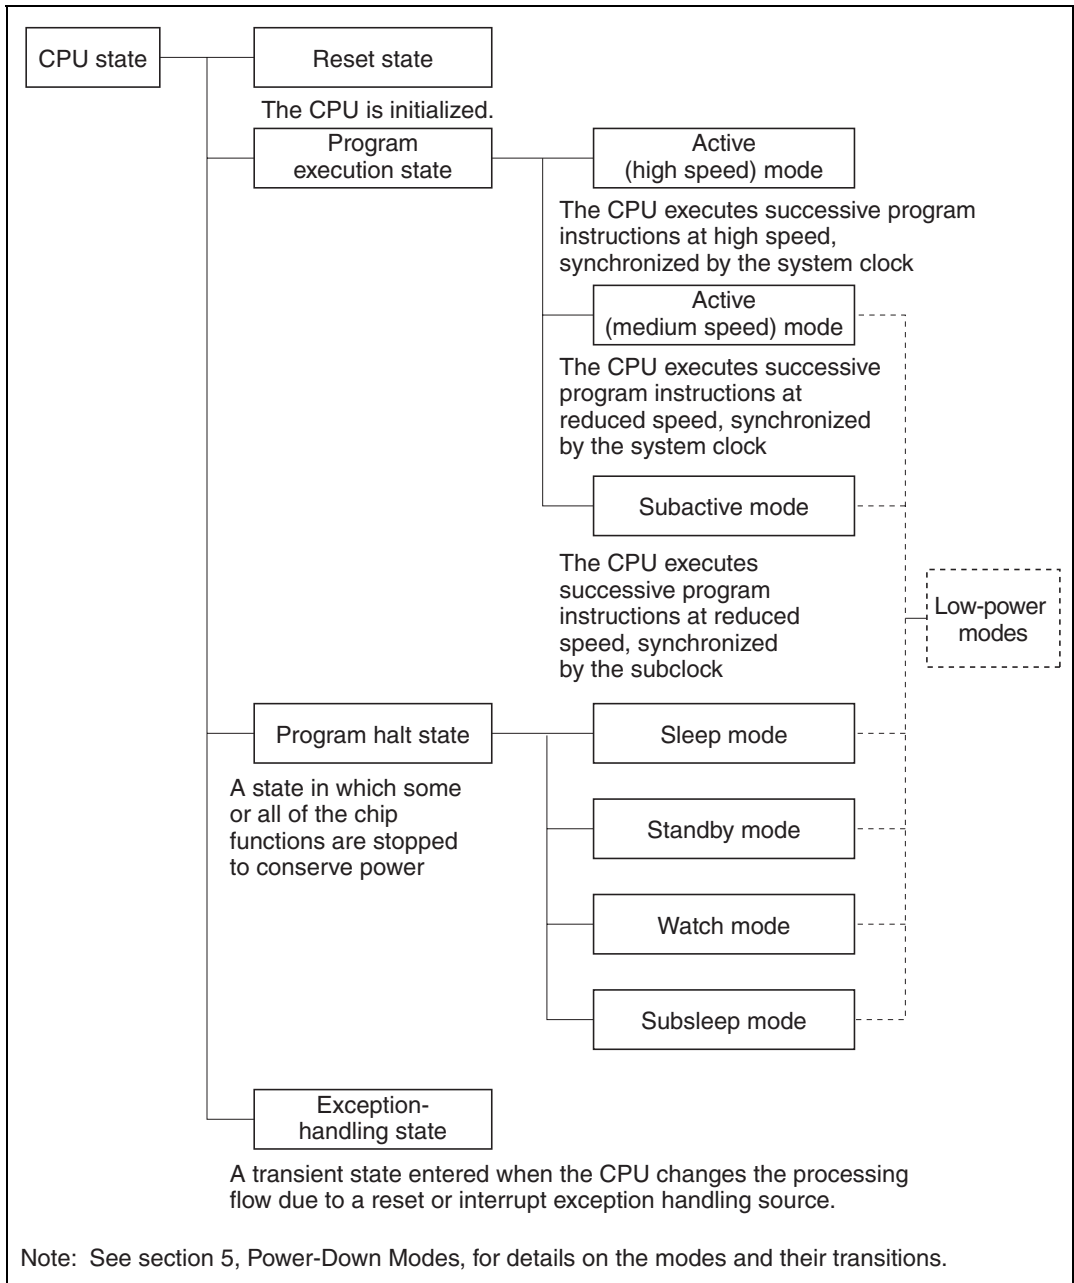 CPU state
Reset state
The CPU is initialized.
Program
execution state
Active
(high speed) mode
The CPU executes successive program
instructions at high speed,
synchronized by the system clock
Active
(medium speed) mode
The CPU executes successive
program instructions at
reduced speed, synchronized
by the system clock
Subactive mode
The CPU executes
successive program
instructions at reduced
speed, synchronized
by the subclock
Low-power
modes
Program halt state
A state in which some
or all of the chip
functions are stopped
to conserve power
Sleep mode
Standby mode
Watch mode
Subsleep mode
Exception-
handling state
A transient state entered when the CPU changes the processing
flow due to a reset or interrupt exception handling source.
Note: See section 5, Power-Down Modes, for details on the modes and their transitions.